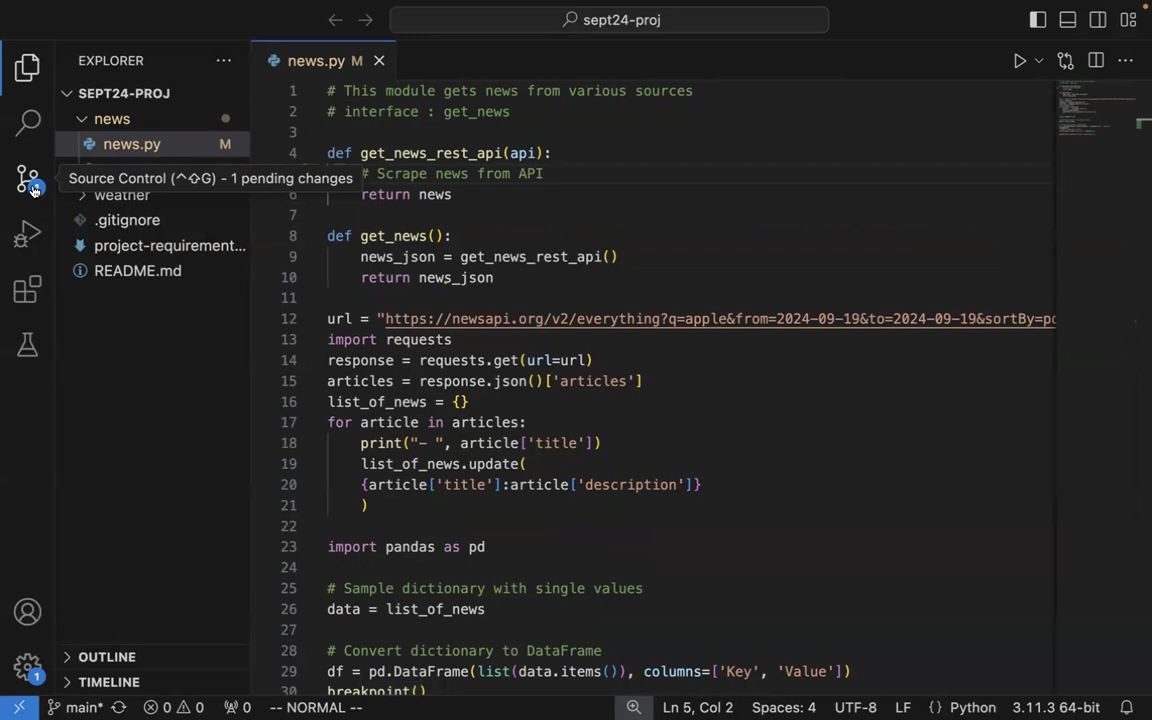 sept24-proj
EXPLORER
SEPT24-PROJ
news
news.py M
Source Control (^⇧G) - 1 pending changes
weather
.gitignore
project-requirement...
README.md
OUTLINE
TIMELINE
1
news.py M
1 # This module gets news from various sources
2 # interface : get_news
3
4 def get_news_rest_api(api):
# Scrape news from API
6 return news
7
8 def get_news():
9 news_json = get_news_rest_api()
10 return news_json
11
12 url = "https://newsapi.org/v2/everything?q=apple&from=2024-09-19&to=2024-09-19&sortBy=po
13 import requests
14 response = requests.get(url=url)
15 articles = response.json()['articles']
16 list_of_news = {}
17 for article in articles:
18 print("- ", article['title'])
19 list_of_news.update(
20 {article['title']:article['description']}
21 )
22
23 import pandas as pd
24
25 # Sample dictionary with single values
26 data = list_of_news
27
28 # Convert dictionary to DataFrame
29 df = pd.DataFrame(list(data.items()), columns=['Key', 'Value'])
30 breakpoint()
main* 0 0 0 -- NORMAL -- Ln 5, Col 2 Spaces: 4 UTF-8 LF {} Python 3.11.3 64-bit